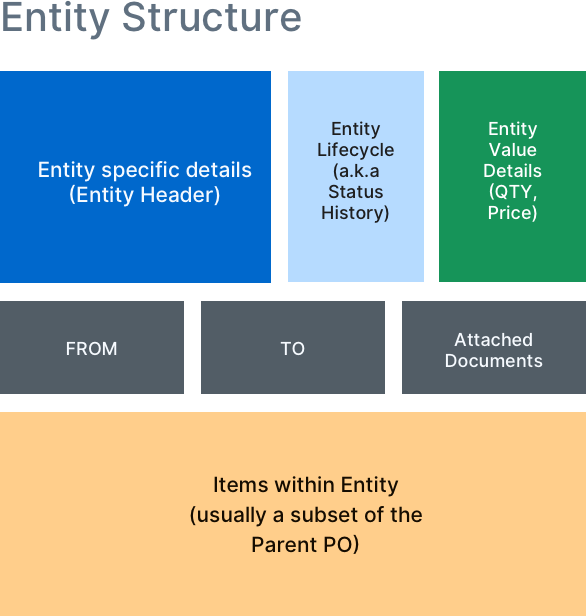 Entity Structure
Entity specific details
(Entity Header)
Entity
Lifecycle
(a.k.a
Status
History)
Entity
Value
Details
(QTY,
Price)
FROM
TO
Attached
Documents
Items within Entity
(usually a subset of the
Parent PO)